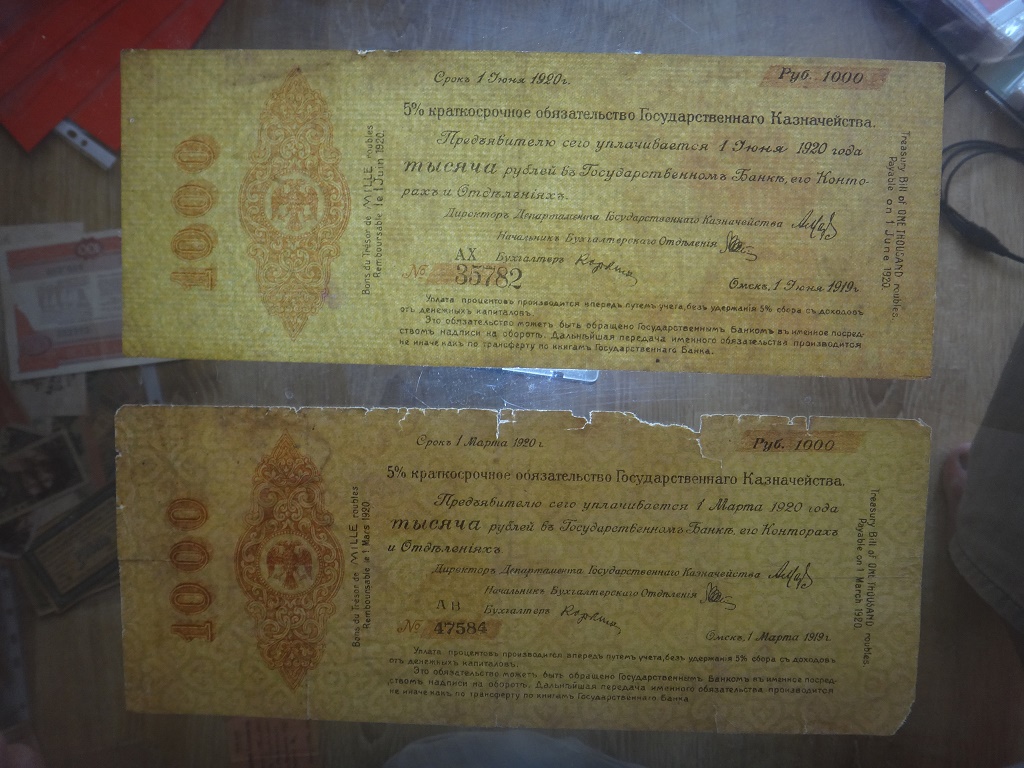 Срокъ 1 Іюня 1920 г.
Руб. 1000
5% краткосрочное обязательство Государственнаго Казначейства.
Предъявителю сего уплачивается 1 Іюня 1920 года
тысяча рублей въ Государственномъ Банкѣ, его Конто-
рахъ и Отдѣленіяхъ.
Директоръ Департамента Государственнаго Казначейства
Начальникъ Бухгалтерскаго Отдѣленія
АХ Бухгалтеръ
№ 35782
Омскъ, 1 Іюня 1919г.
Уплата процентовъ производится впередъ путемъ учета, безъ удержанія 5% сбора съ доходовъ
отъ денежныхъ капиталовъ.
Это обязательство можетъ быть обращено Государственнымъ Банкомъ въ именное посред-
ствомъ надписи на оборотѣ. Дальнѣйшая передача именного обязательства производится
не иначе какъ по трансферту по книгамъ Государственнаго Банка.
1000
Bons du Trésor de MILLE roubles
Remboursable le 1 Juin 1920.
Treasury Bill of ONE THOUSAND roubles.
Payable on 1 June 1920.
Срокъ 1 Марта 1920 г.
Руб. 1000
5% краткосрочное обязательство Государственнаго Казначейства.
Предъявителю сего уплачивается 1 Марта 1920 года
тысяча рублей въ Государственномъ Банкѣ, его Конторахъ
и Отдѣленіяхъ.
Директоръ Департамента Государственнаго Казначейства
Начальникъ Бухгалтерскаго Отдѣленія
АВ Бухгалтеръ
№ 47584
Омскъ, 1 Марта 1919г.
Уплата процентовъ производится впередъ путемъ учета, безъ удержанія 5% сбора съ доходовъ
отъ денежныхъ капиталовъ.
Это обязательство можетъ быть обращено Государственнымъ Банкомъ въ именное посред-
ствомъ надписи на оборотѣ. Дальнѣйшая передача именного обязательства производится
не иначе какъ по трансферту по книгамъ Государственнаго Банка
1000
Bons du Trésor de MILLE roubles
Remboursable le 1 Mars 1920.
Treasury Bill of ONE THOUSAND roubles.
Payable on 1 March 1920.